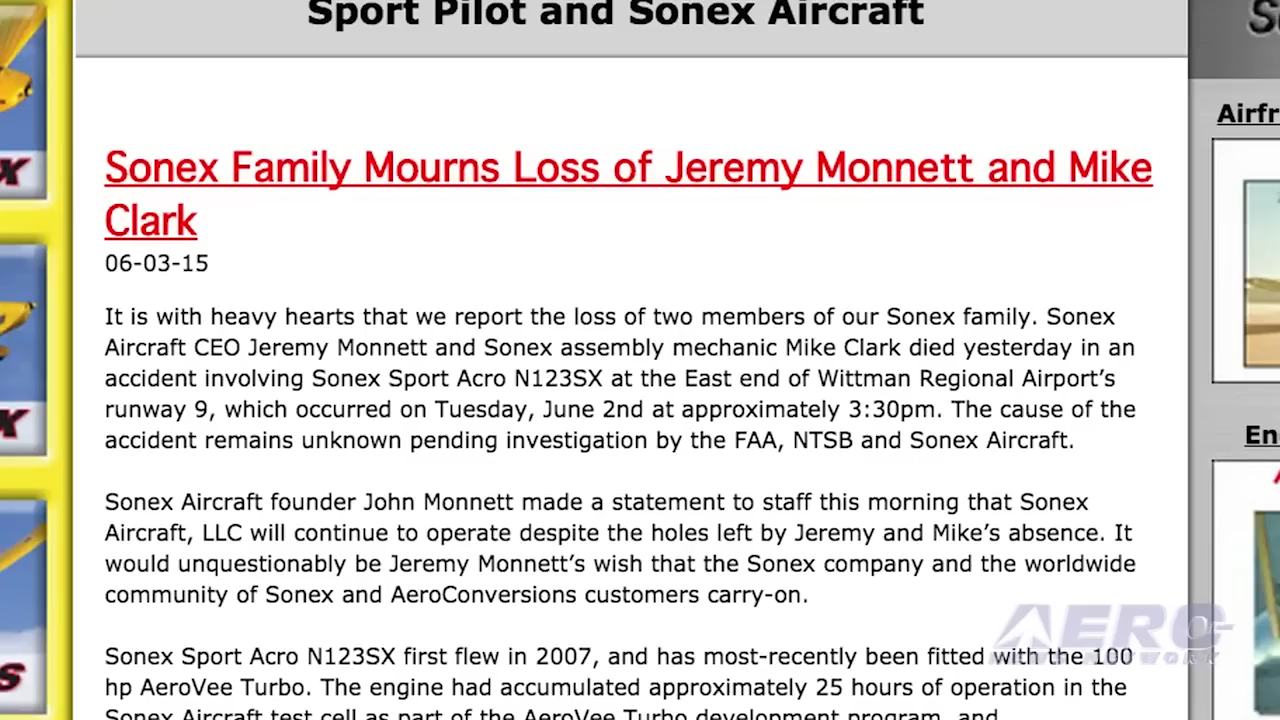 Sport Pilot and Sonex Aircraft
Sonex Family Mourns Loss of Jeremy Monnett and Mike
Clark
06-03-15
It is with heavy hearts that we report the loss of two members of our Sonex family. Sonex
Aircraft CEO Jeremy Monnett and Sonex assembly mechanic Mike Clark died yesterday in an
accident involving Sonex Sport Acro N123SX at the East end of Wittman Regional Airport’s
runway 9, which occurred on Tuesday, June 2nd at approximately 3:30pm. The cause of the
accident remains unknown pending investigation by the FAA, NTSB and Sonex Aircraft.
Sonex Aircraft founder John Monnett made a statement to staff this morning that Sonex
Aircraft, LLC will continue to operate despite the holes left by Jeremy and Mike’s absence. It
would unquestionably be Jeremy Monnett’s wish that the Sonex company and the worldwide
community of Sonex and AeroConversions customers carry-on.
Sonex Sport Acro N123SX first flew in 2007, and has most-recently been fitted with the 100
hp AeroVee Turbo. The engine had accumulated approximately 25 hours of operation in the
Sonex Aircraft test cell as part of the AeroVee Turbo development program, and
Airfr
En
AERO
NEWS NETWORK